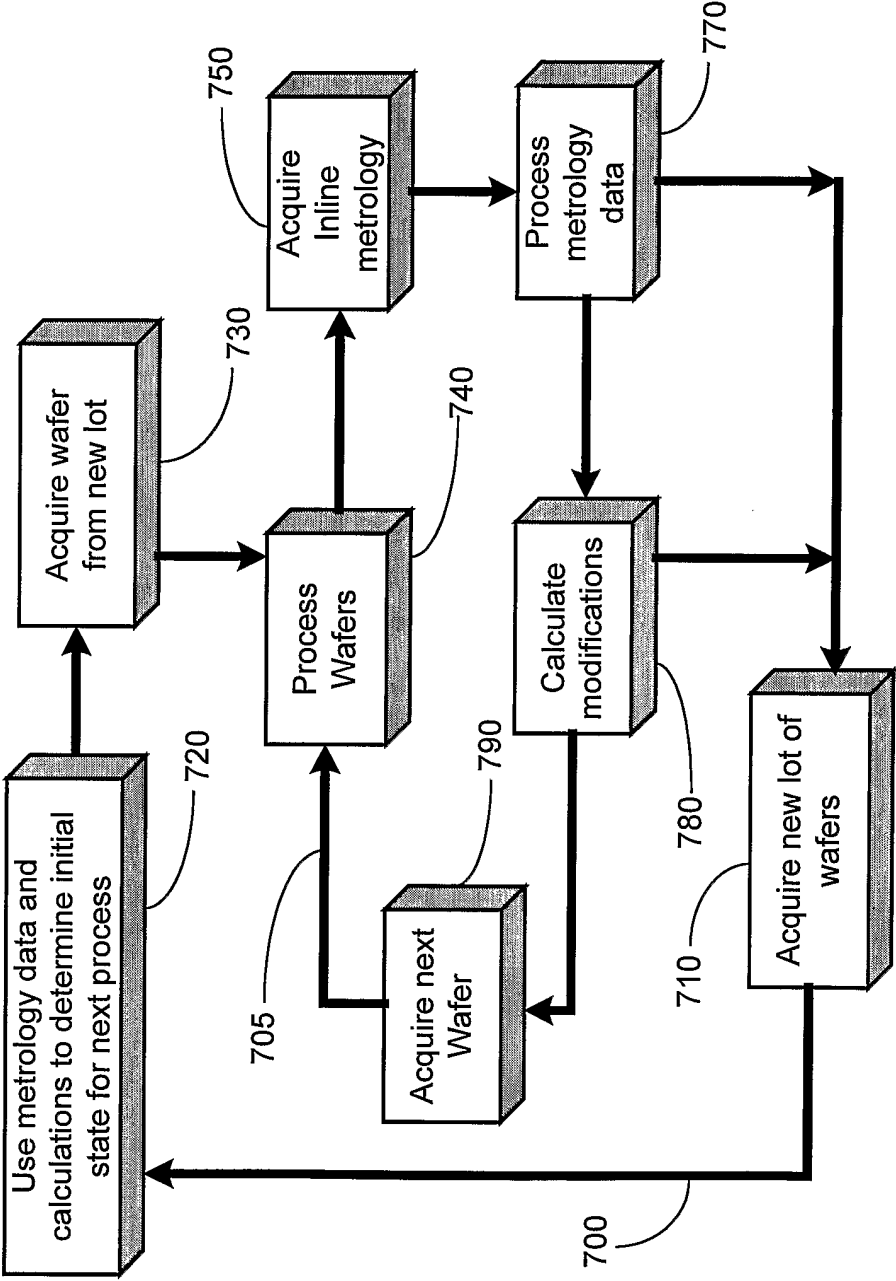 Use metrology data and
calculations to determine initial
state for next process
720
Acquire wafer
from new lot
730
750
Acquire
Inline
metrology
Process
Wafers
740
705
Acquire next
Wafer
790
Calculate
modifications
780
Process
metrology
data
770
710
Acquire new lot of
wafers
700